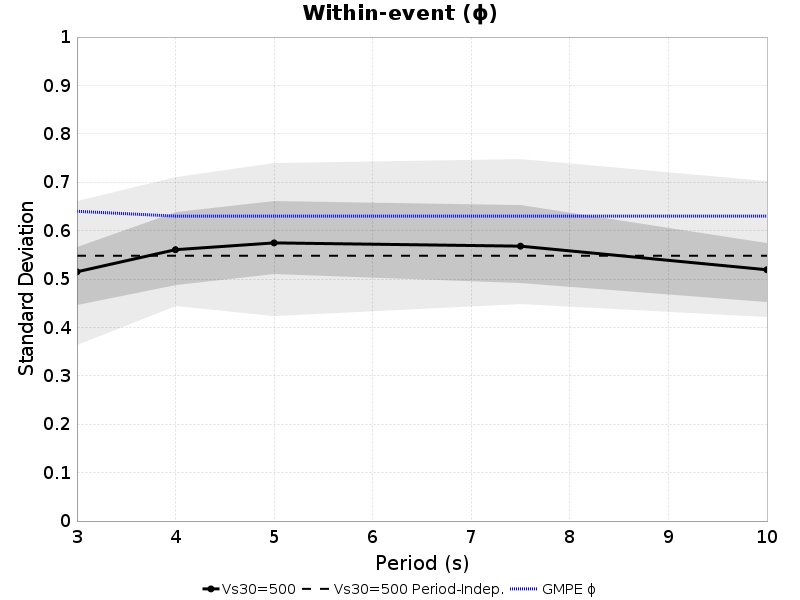 Within-event (ϕ)
1
0.9
0.8
0.7
0.6
0.5
0.4
0.3
0.2
0.1
0
Standard Deviation
3 4 5 6 7 8 9 10
Period (s)
Vs30=500 Vs30=500 Period-Indep. GMPE ϕ